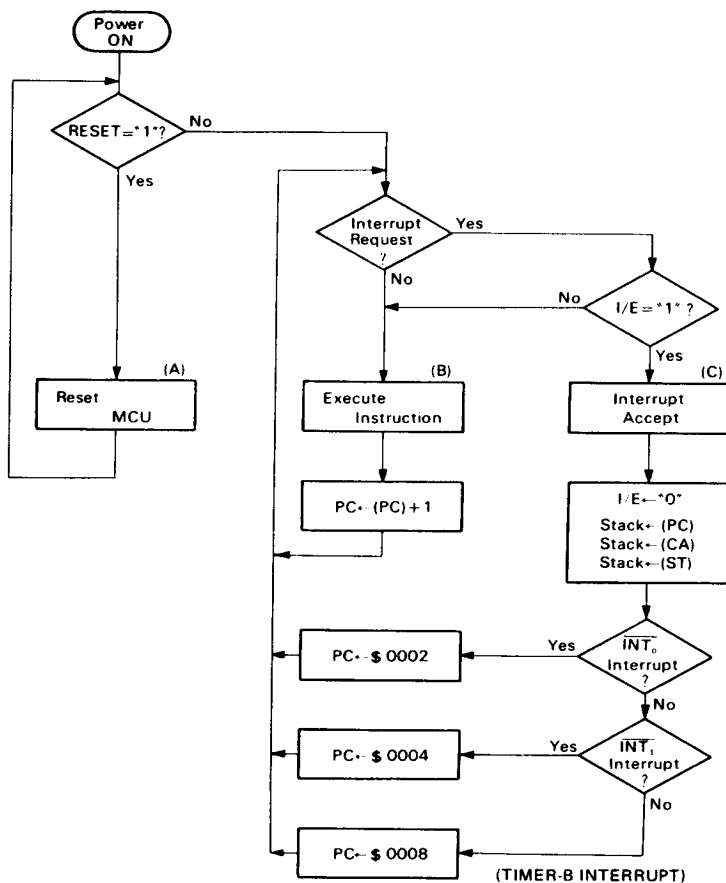 Power
ON
RESET="1"?
No
Yes
Interrupt
Request
?
Yes
No
I/E="1" ?
No
Yes
(A)
Reset
MCU
(B)
Execute
Instruction
(C)
Interrupt
Accept
PC←(PC)+1
I/E←"0"
Stack←(PC)
Stack←(CA)
Stack←(ST)
PC←$ 0002
Yes
INT₀
Interrupt
?
No
PC←$ 0004
Yes
INT₁
Interrupt
?
No
PC←$ 0008
(TIMER-B INTERRUPT)